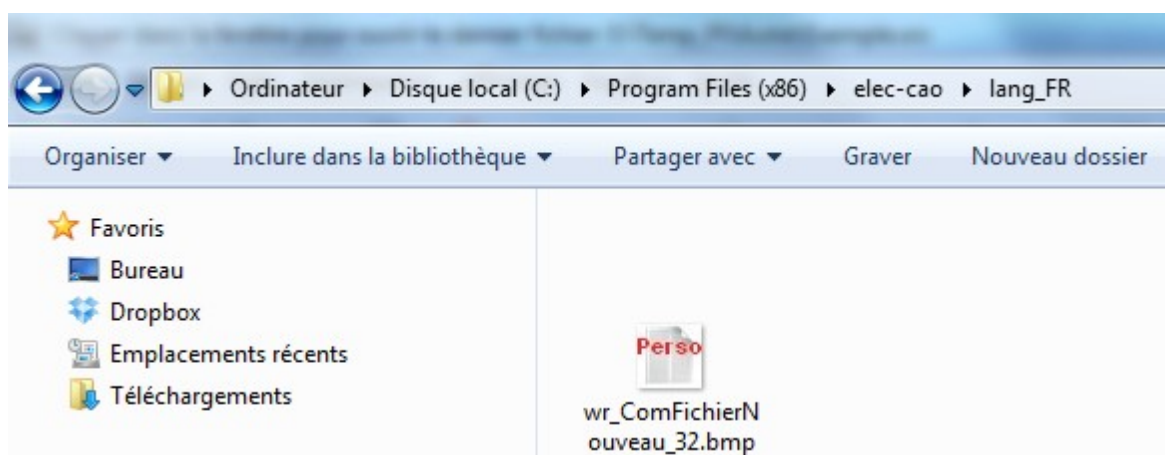 Ordinateur ▸ Disque local (C:) ▸ Program Files (x86) ▸ elec-cao ▸ lang_FR
Organiser ▾ Inclure dans la bibliothèque ▾ Partager avec ▾ Graver Nouveau dossier
Favoris
Bureau
Dropbox
Emplacements récents
Téléchargements
Perso
wr_ComFichierN
ouveau_32.bmp